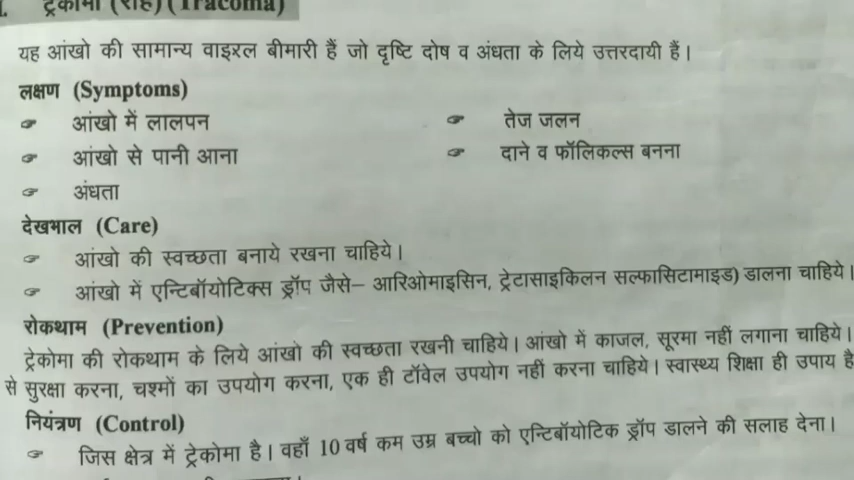 ट्रेकोमा (रोहे) (Tracoma)
यह आंखो की सामान्य वाइरल बीमारी हैं जो दृष्टि दोष व अंधता के लिये उत्तरदायी हैं।
लक्षण (Symptoms)
☞ आंखो में लालपन ☞ तेज जलन
☞ आंखो से पानी आना ☞ दाने व फॉलिकल्स बनना
☞ अंधता
देखभाल (Care)
☞ आंखो की स्वच्छता बनाये रखना चाहिये।
☞ आंखो में एन्टिबॉयोटिक्स ड्रॉप जैसे– आरिओमाइसिन, ट्रेटासाइकिलन सल्फासिटामाइड) डालना चाहिये।
रोकथाम (Prevention)
ट्रेकोमा की रोकथाम के लिये आंखो की स्वच्छता रखनी चाहिये। आंखो में काजल, सूरमा नहीं लगाना चाहिये।
से सुरक्षा करना, चश्मों का उपयोग करना, एक ही टॉवेल उपयोग नहीं करना चाहिये। स्वास्थ्य शिक्षा ही उपाय है
नियंत्रण (Control)
☞ जिस क्षेत्र में ट्रेकोमा है। वहाँ 10 वर्ष कम उम्र बच्चो को एन्टिबॉयोटिक ड्रॉप डालने की सलाह देना।